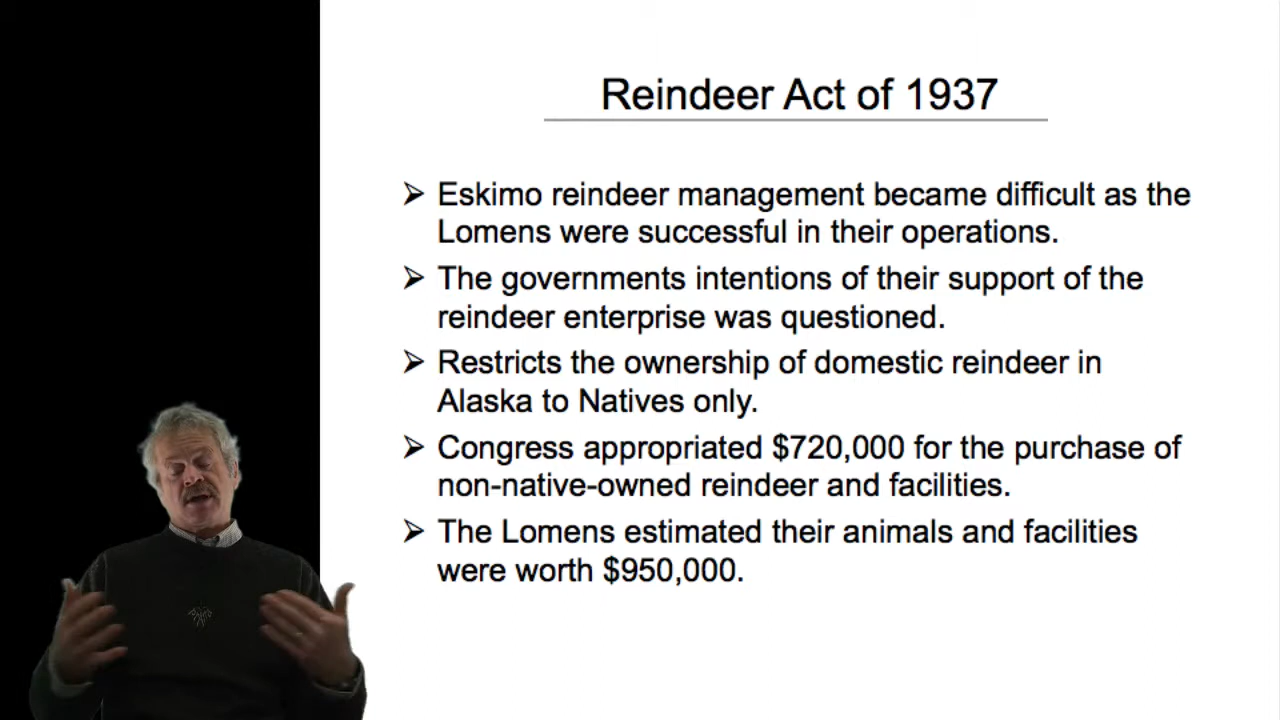 Reindeer Act of 1937
➢ Eskimo reindeer management became difficult as the
Lomens were successful in their operations.
➢ The governments intentions of their support of the
reindeer enterprise was questioned.
➢ Restricts the ownership of domestic reindeer in
Alaska to Natives only.
➢ Congress appropriated $720,000 for the purchase of
non-native-owned reindeer and facilities.
➢ The Lomens estimated their animals and facilities
were worth $950,000.